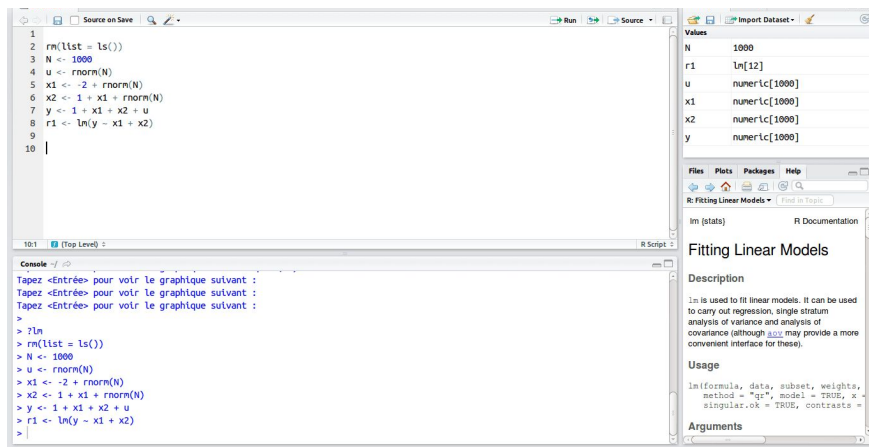 Source on Save
Run
Source
1
2 rm(list = ls())
3 N <- 1000
4 u <- rnorm(N)
5 x1 <- -2 + rnorm(N)
6 x2 <- 1 + x1 + rnorm(N)
7 y <- 1 + x1 + x2 + u
8 r1 <- lm(y ~ x1 + x2)
9
10
10:1 (Top Level)
R Script
Console ~/
Tapez <Entrée> pour voir le graphique suivant :
Tapez <Entrée> pour voir le graphique suivant :
Tapez <Entrée> pour voir le graphique suivant :
>
> ?lm
> rm(list = ls())
> N <- 1000
> u <- rnorm(N)
> x1 <- -2 + rnorm(N)
> x2 <- 1 + x1 + rnorm(N)
> y <- 1 + x1 + x2 + u
> r1 <- lm(y ~ x1 + x2)
>
Import Dataset
Values
N 1000
r1 lm[12]
u numeric[1000]
x1 numeric[1000]
x2 numeric[1000]
y numeric[1000]
Files Plots Packages Help
R: Fitting Linear Models
Find in Topic
lm {stats} R Documentation
Fitting Linear Models
Description
lm is used to fit linear models. It can be used
to carry out regression, single stratum
analysis of variance and analysis of
covariance (although aov may provide a more
convenient interface for these).
Usage
lm(formula, data, subset, weights,
method = "qr", model = TRUE, x =
singular.ok = TRUE, contrasts =
Arguments